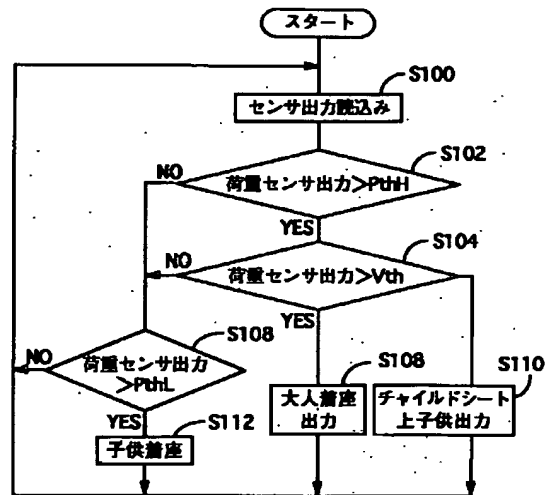 スタート
S100
センサ出力読込み
S102
NO
荷重センサ出力>PthH
YES
S104
NO
荷重センサ出力>Vth
YES
S108
NO
荷重センサ出力
>PthL
YES
S112
子供着座
S108
大人着座
出力
S110
チャイルドシート
上子供出力